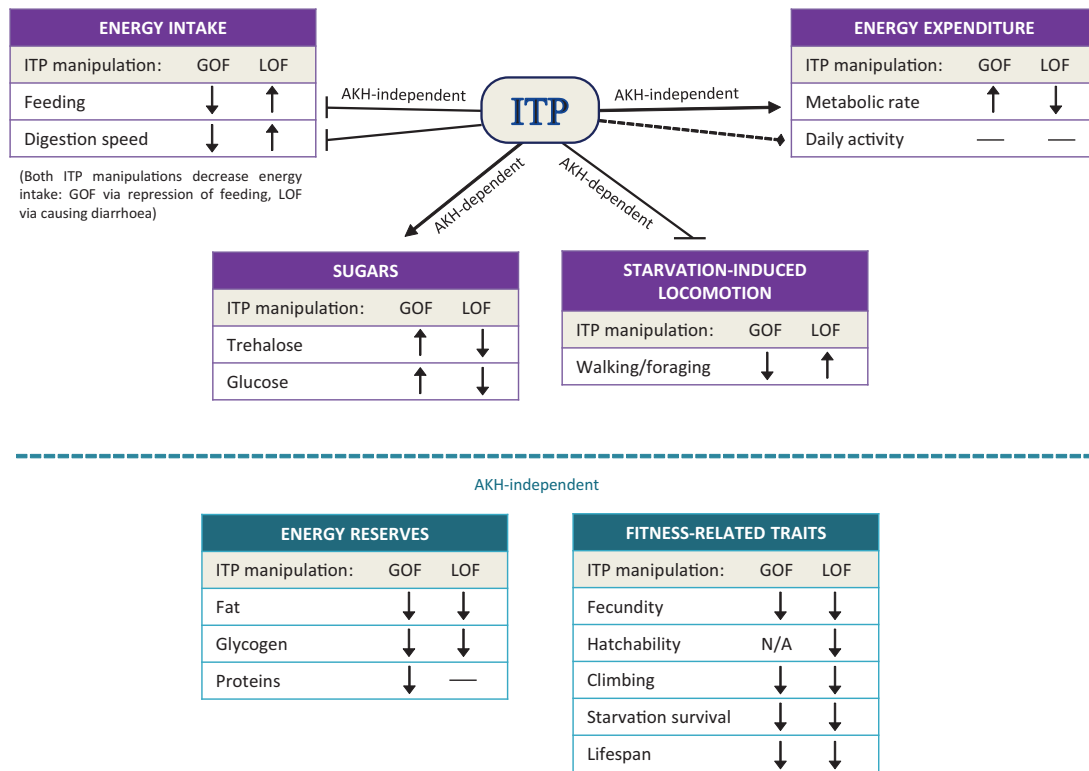 ENERGY INTAKE
ITP manipulation: GOF LOF
Feeding ↓ ↑
Digestion speed ↓ ↑
(Both ITP manipulations decrease energy
intake: GOF via repression of feeding, LOF
via causing diarrhoea)
AKH-independent
ITP
AKH-independent
ENERGY EXPENDITURE
ITP manipulation: GOF LOF
Metabolic rate ↑ ↓
Daily activity — —
AKH-dependent
AKH-dependent
SUGARS
ITP manipulation: GOF LOF
Trehalose ↑ ↓
Glucose ↑ ↓
STARVATION-INDUCED
LOCOMOTION
ITP manipulation: GOF LOF
Walking/foraging ↓ ↑
AKH-independent
ENERGY RESERVES
ITP manipulation: GOF LOF
Fat ↓ ↓
Glycogen ↓ ↓
Proteins ↓ —
FITNESS-RELATED TRAITS
ITP manipulation: GOF LOF
Fecundity ↓ ↓
Hatchability N/A ↓
Climbing ↓ ↓
Starvation survival ↓ ↓
Lifespan ↓ ↓